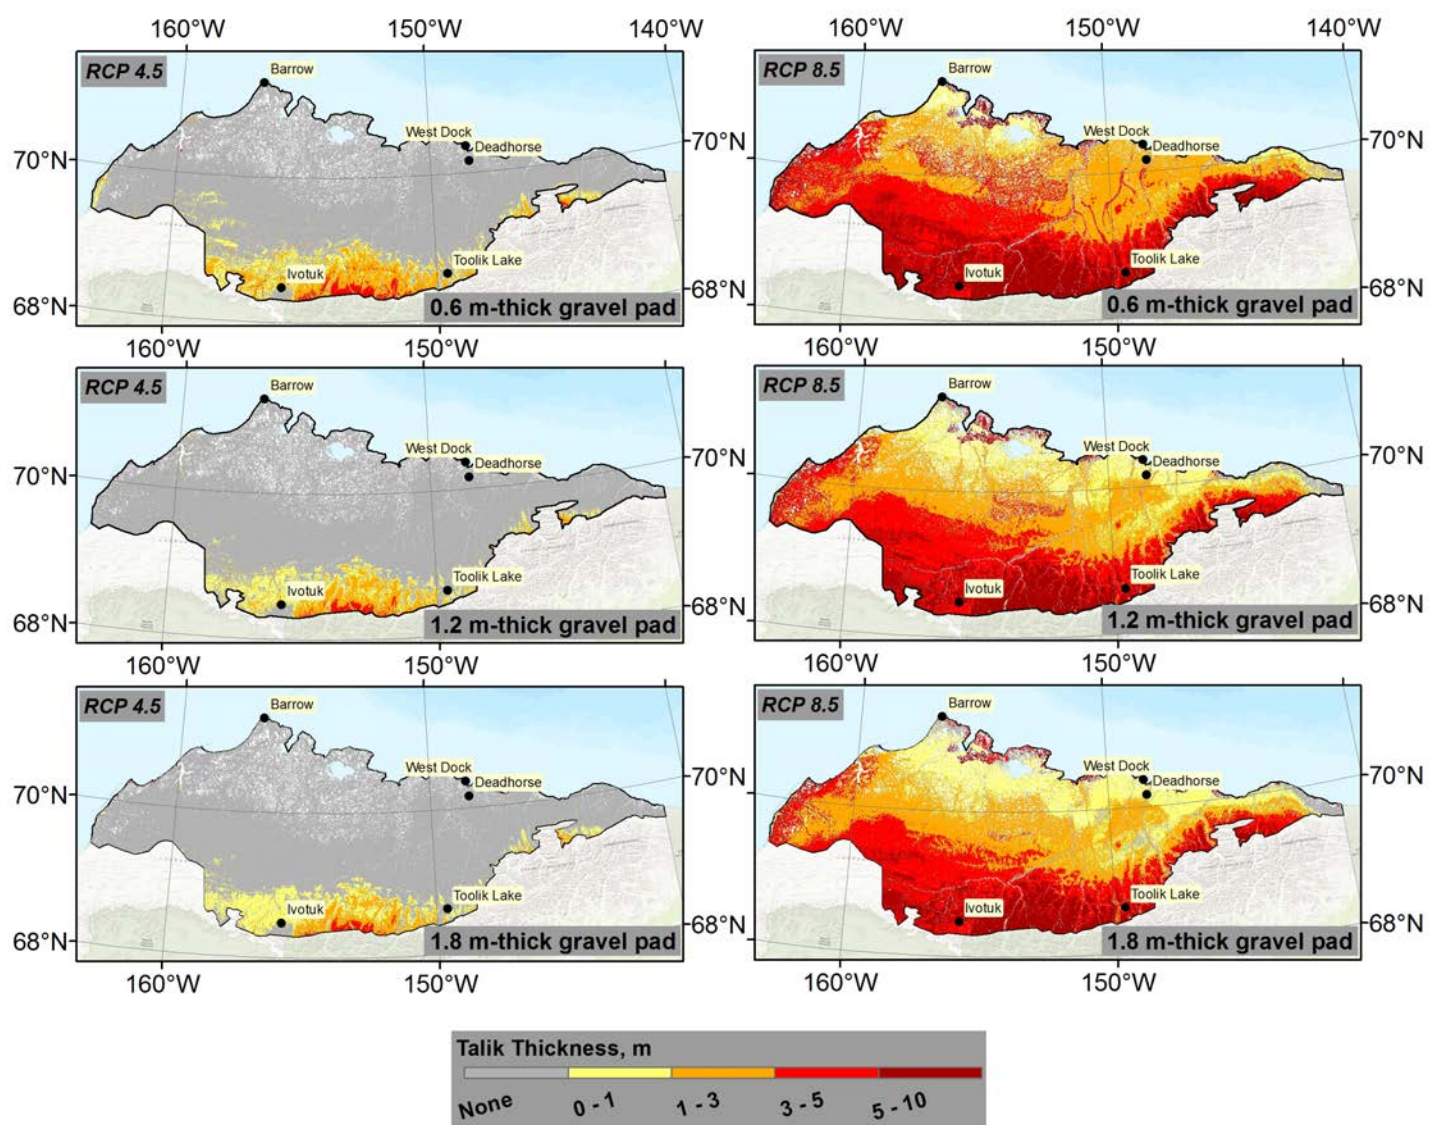 160°W 150°W 140°W 160°W 150°W 140°W
RCP 4.5 Barrow RCP 8.5 Barrow
West Dock West Dock
70°N Deadhorse 70°N Deadhorse 70°N
Ivotuk Toolik Lake Ivotuk Toolik Lake
68°N 68°N 68°N
0.6 m-thick gravel pad 0.6 m-thick gravel pad
160°W 150°W 160°W 150°W
RCP 4.5 Barrow RCP 8.5 Barrow
West Dock West Dock
70°N Deadhorse 70°N Deadhorse 70°N
Ivotuk Toolik Lake Ivotuk Toolik Lake
68°N 68°N 68°N
1.2 m-thick gravel pad 1.2 m-thick gravel pad
160°W 150°W 160°W 150°W
RCP 4.5 Barrow RCP 8.5 Barrow
West Dock West Dock
70°N Deadhorse 70°N Deadhorse 70°N
Ivotuk Toolik Lake Ivotuk Toolik Lake
68°N 68°N 68°N
1.8 m-thick gravel pad 1.8 m-thick gravel pad
160°W 150°W 160°W 150°W
Talik Thickness, m
None 0 - 1 1 - 3 3 - 5 5 - 10